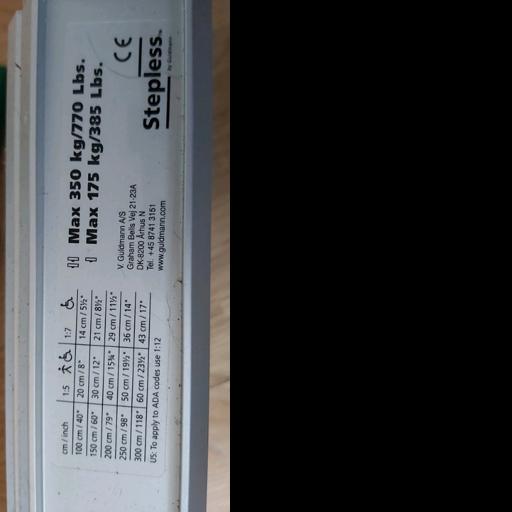 cm / inch 1:5 1:7
100 cm / 40" 20 cm / 8" 14 cm / 5½"
150 cm / 60" 30 cm / 12" 21 cm / 8½"
200 cm / 79" 40 cm / 15¾" 29 cm / 11½"
250 cm / 98" 50 cm / 19½" 36 cm / 14"
300 cm / 118" 60 cm / 23½" 43 cm / 17"
US: To apply to ADA codes use 1:12
Max 350 kg/770 Lbs.
Max 175 kg/385 Lbs.
V. Guldmann A/S
Graham Bells Vej 21-23A
DK-8200 Århus N
Tel. +45 8741 3151
www.guldmann.com
CE
Stepless™
by Guldmann